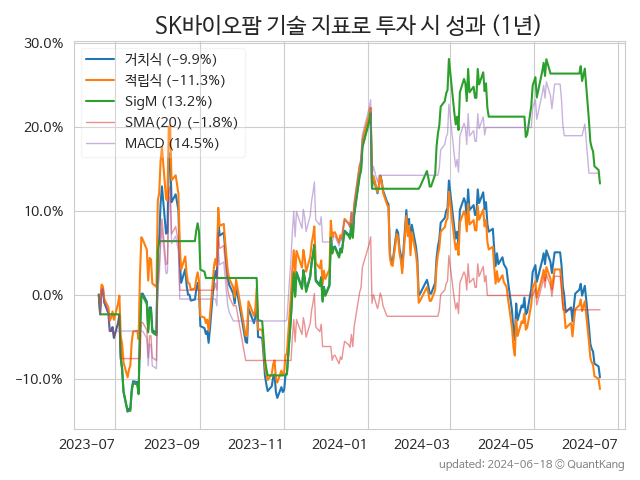 SK바이오팜 기술 지표로 투자 시 성과 (1년)
30.0%
20.0%
10.0%
0.0%
−10.0%
거치식 (−9.9%)
적립식 (−11.3%)
SigM (13.2%)
SMA(20) (−1.8%)
MACD (14.5%)
2023-07 2023-09 2023-11 2024-01 2024-03 2024-05 2024-07
updated: 2024-06-18 ⓒ QuantKang